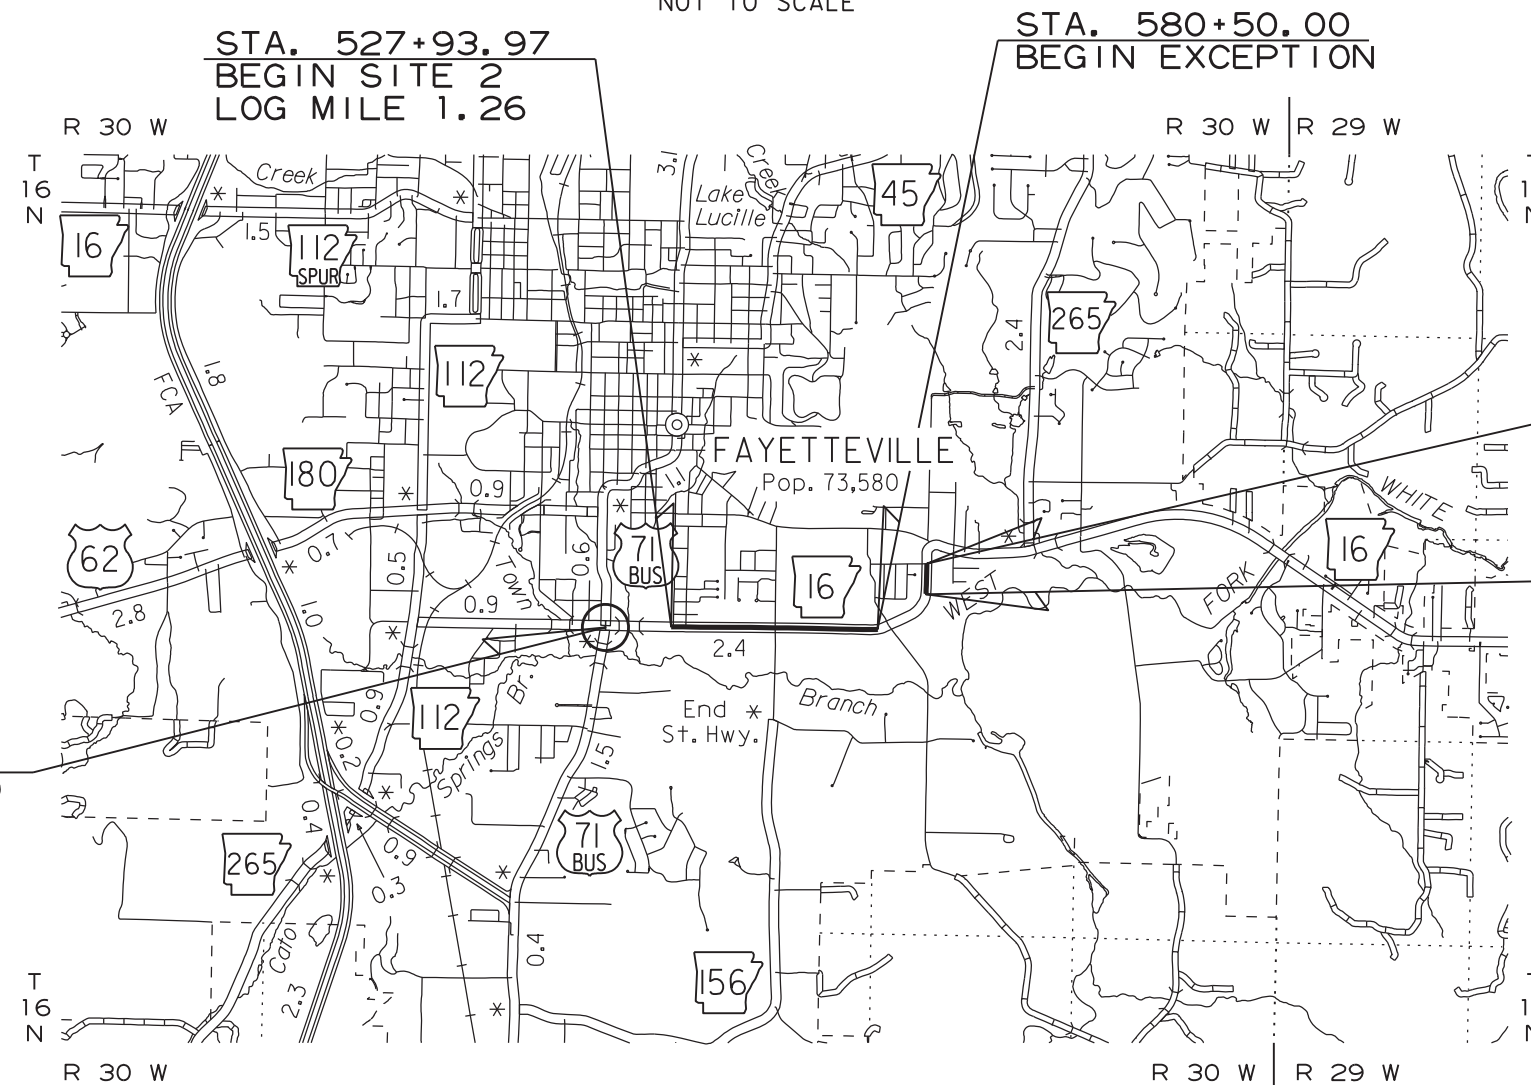 NOT TO SCALE
STA. 527+93.97
BEGIN SITE 2
LOG MILE 1.26
STA. 580+50.00
BEGIN EXCEPTION
R 30 W
R 30 W
R 29 W
T
16
N
Creek
3.1
Creek
Lake
Lucille
45
16
1.5
112
SPUR
1.7
265
2.4
112
1.8
FCA
FAYETTEVILLE
Pop. 73,580
180
0.9
1.1
WHITE
62
0.7
0.5
Town
0.6
71
BUS
16
16
2.8
1.0
0.9
WEST
FORK
2.4
0.9
112
Br.
Springs
End
St. Hwy.
Branch
0.2
1.5
0.4
0.9
71
BUS
265
0.3
Cato
0.4
2.3
156
T
16
N
R 30 W
R 30 W
R 29 W